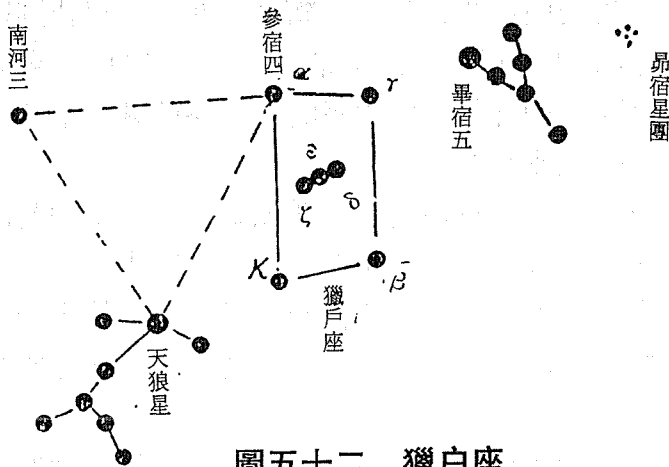 南河三
參宿四
α
γ
ε
ζ
δ
κ
β
畢宿五
昴宿星團
獵戶座
天狼星
圖五十二 獵户座